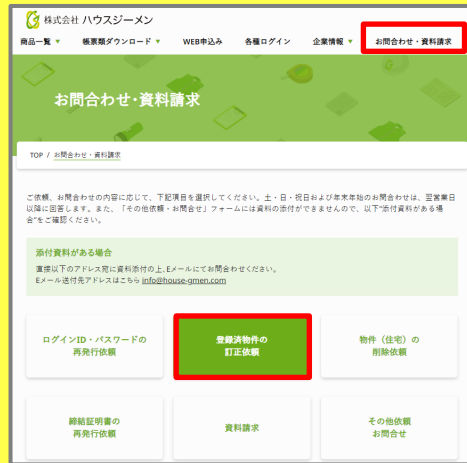 株式会社 ハウスジーメン
商品一覧 ▼ 帳票類ダウンロード ▼ WEB申込み 各種ログイン 企業情報 ▼ お問合わせ・資料請求
お問合わせ・資料請求
TOP / お問合わせ・資料請求
ご依頼、お問合わせの内容に応じて、下記項目を選択してください。土・日・祝日および年末年始のお問合わせは、翌営業日
以降に回答します。また、「その他依頼・お問合せ」フォームには資料の添付ができませんので、以下"添付資料がある場
合"をご確認ください。
添付資料がある場合
直接以下のアドレス宛に資料添付の上、Eメールにてお問合わせください。
Eメール送付先アドレスはこちら info@house-gmen.com
ログインID・パスワードの
再発行依頼
登録済物件の
訂正依頼
物件（住宅）の
削除依頼
締結証明書の
再発行依頼
資料請求
その他依頼
お問合せ